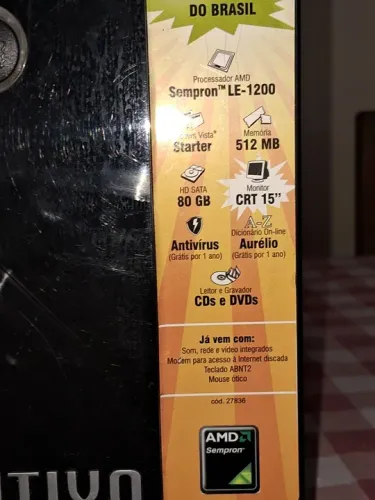 DO BRASIL
Processador AMD
Sempron™ LE-1200
Vista®
Starter
Memória
512 MB
HD SATA
80 GB
Monitor
CRT 15"
Antivírus
(Grátis por 1 ano)
A-Z
Dicionário On-line
Aurélio
(Grátis por 1 ano)
Leitor e Gravador
CDs e DVDs
Já vem com:
Som, rede e vídeo integrados
Modem para acesso à Internet discada
Teclado ABNT2
Mouse ótico
cód. 27836
AMD
Sempron™
ITIVO